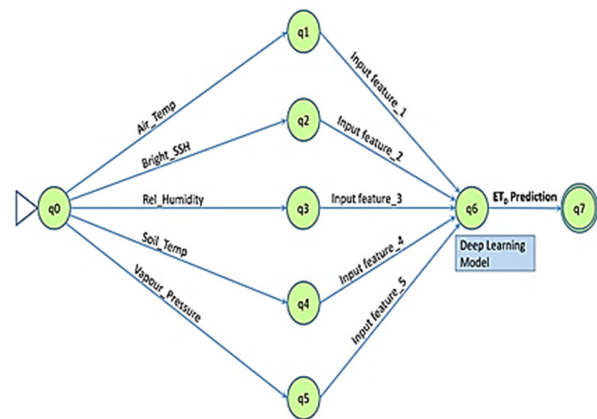 q1
Air_Temp
Input feature_1
q2
Bright_SSH
Input feature_2
q0
Rel_Humidity
q3
Input feature_3
q6
ET₀ Prediction
q7
Deep Learning
Model
Soil_Temp
q4
Input feature_4
Vapour_Pressure
q5
Input feature_5